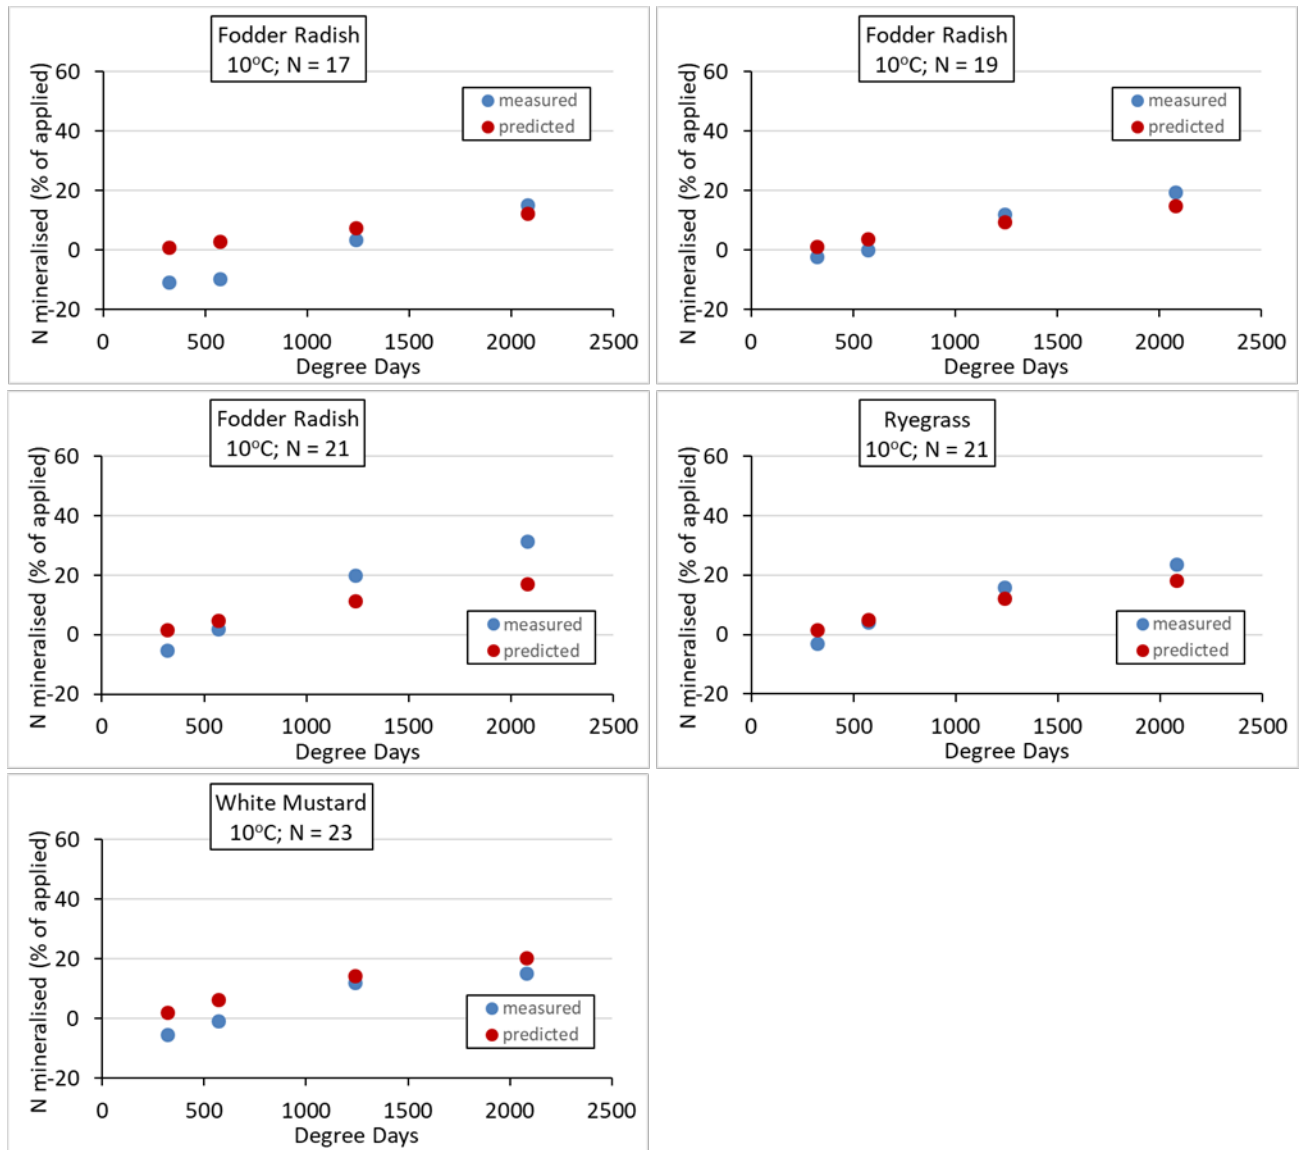 Fodder Radish
10°C; N = 17
N mineralised (% of applied)
60
40
20
0
-20
measured
predicted
0 500 1000 1500 2000 2500
Degree Days
Fodder Radish
10°C; N = 19
N mineralised (% of applied)
60
40
20
0
-20
measured
predicted
0 500 1000 1500 2000 2500
Degree Days
Fodder Radish
10°C; N = 21
N mineralised (% of applied)
60
40
20
0
-20
measured
predicted
0 500 1000 1500 2000 2500
Degree Days
Ryegrass
10°C; N = 21
N mineralised (% of applied)
60
40
20
0
-20
measured
predicted
0 500 1000 1500 2000 2500
Degree Days
White Mustard
10°C; N = 23
N mineralised (% of applied)
60
40
20
0
-20
measured
predicted
0 500 1000 1500 2000 2500
Degree Days